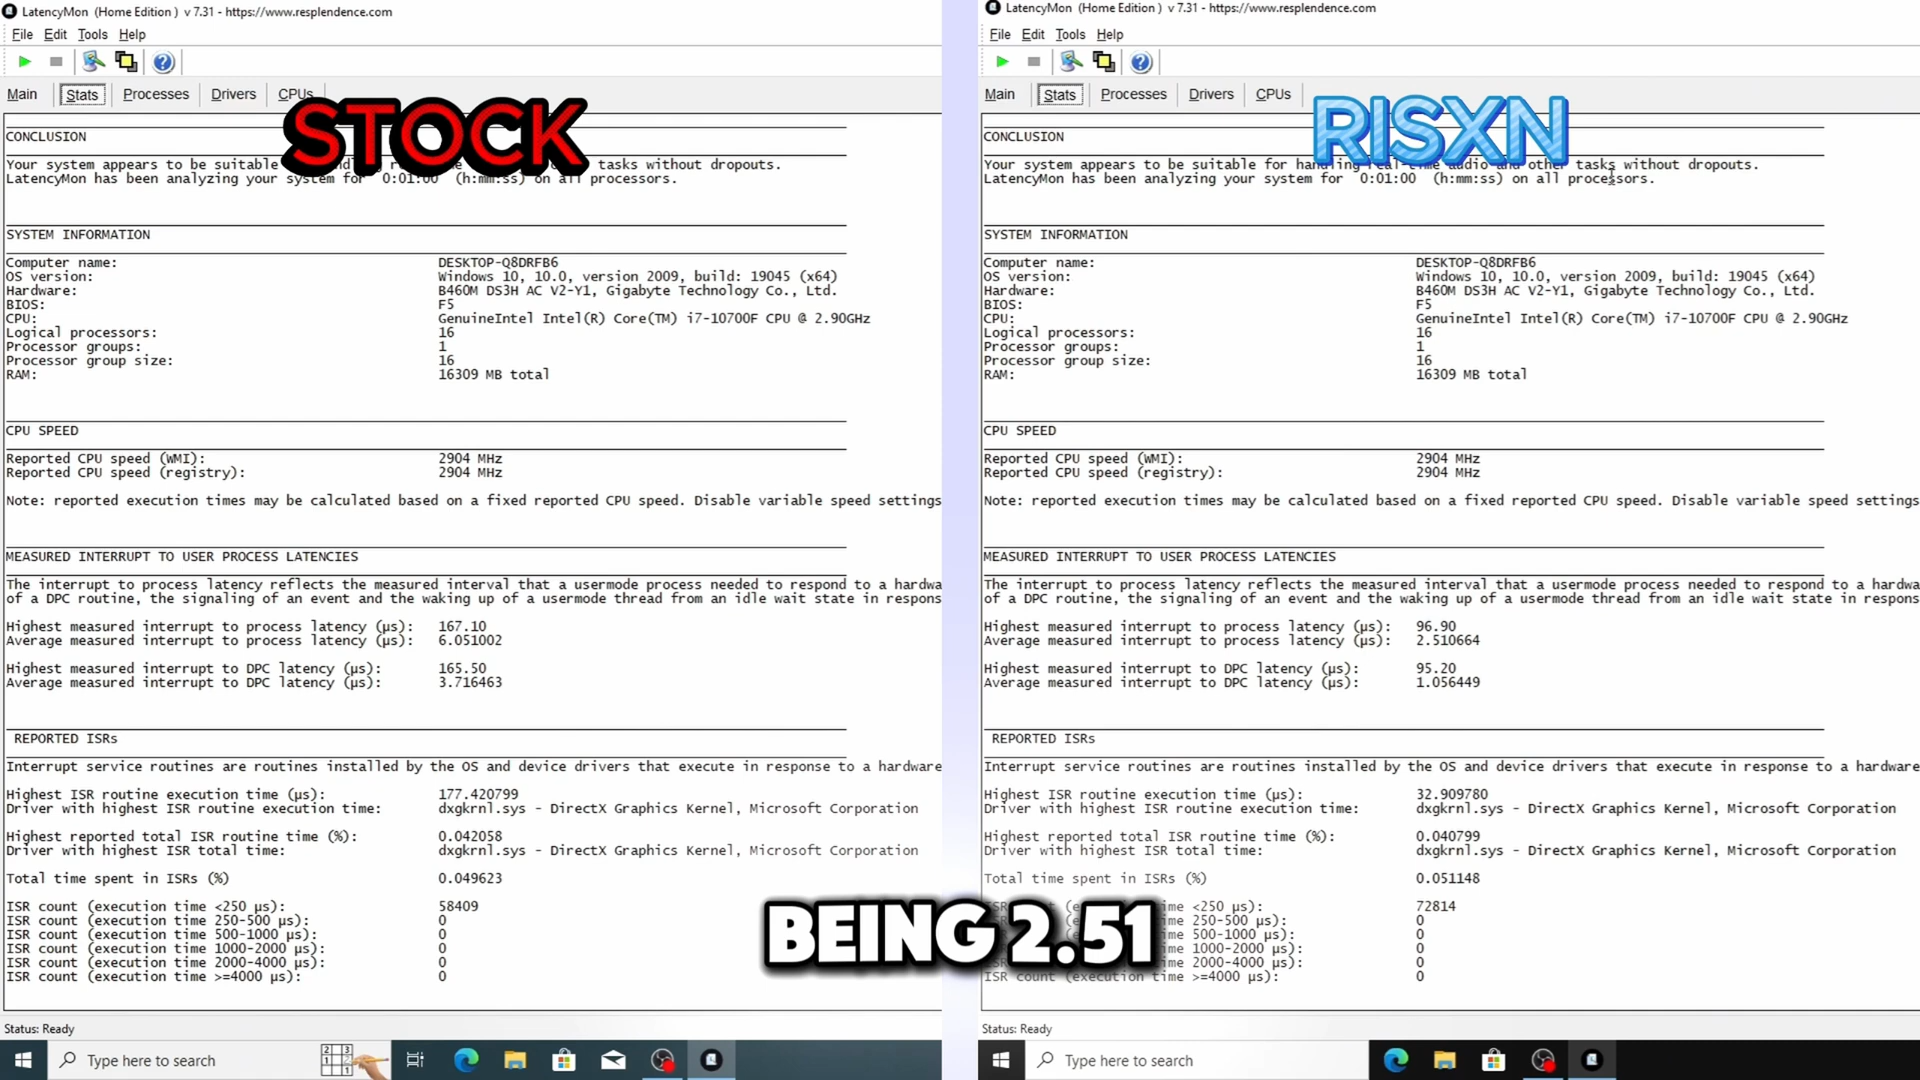 LatencyMon (Home Edition ) v 7.31 - https://www.resplendence.com
File Edit Tools Help
Main Stats Processes Drivers CPUs
STOCK
CONCLUSION
Your system appears to be suitable tasks without dropouts.
LatencyMon has been analyzing your system for 0:01:00 (h:mm:ss) on all processors.
SYSTEM INFORMATION
Computer name: DESKTOP-Q8DRFB6
OS version: Windows 10, 10.0, version 2009, build: 19045 (x64)
Hardware: B460M DS3H AC V2-Y1, Gigabyte Technology Co., Ltd.
BIOS: F5
CPU: GenuineIntel Intel(R) Core(TM) i7-10700F CPU @ 2.90GHz
Logical processors: 16
Processor groups: 1
Processor group size: 16
RAM: 16309 MB total
CPU SPEED
Reported CPU speed (WMI): 2904 MHz
Reported CPU speed (registry): 2904 MHz
Note: reported execution times may be calculated based on a fixed reported CPU speed. Disable variable speed settings
MEASURED INTERRUPT TO USER PROCESS LATENCIES
The interrupt to process latency reflects the measured interval that a usermode process needed to respond to a hardwa
of a DPC routine, the signaling of an event and the waking up of a usermode thread from an idle wait state in respons
Highest measured interrupt to process latency (µs): 167.10
Average measured interrupt to process latency (µs): 6.051002
Highest measured interrupt to DPC latency (µs): 165.50
Average measured interrupt to DPC latency (µs): 3.716463
REPORTED ISRs
Interrupt service routines are routines installed by the OS and device drivers that execute in response to a hardware
Highest ISR routine execution time (µs): 177.420799
Driver with highest ISR routine execution time: dxgkrnl.sys - DirectX Graphics Kernel, Microsoft Corporation
Highest reported total ISR routine time (%): 0.042058
Driver with highest ISR total time: dxgkrnl.sys - DirectX Graphics Kernel, Microsoft Corporation
Total time spent in ISRs (%) 0.049623
ISR count (execution time <250 µs): 58409
ISR count (execution time 250-500 µs): 0
ISR count (execution time 500-1000 µs): 0
ISR count (execution time 1000-2000 µs): 0
ISR count (execution time 2000-4000 µs): 0
ISR count (execution time >=4000 µs): 0
Status: Ready
Type here to search
LatencyMon (Home Edition ) v 7.31 - https://www.resplendence.com
File Edit Tools Help
Main Stats Processes Drivers CPUs
RISXN
CONCLUSION
Your system appears to be suitable for handling real-time audio and other tasks without dropouts.
LatencyMon has been analyzing your system for 0:01:00 (h:mm:ss) on all processors.
SYSTEM INFORMATION
Computer name: DESKTOP-Q8DRFB6
OS version: Windows 10, 10.0, version 2009, build: 19045 (x64)
Hardware: B460M DS3H AC V2-Y1, Gigabyte Technology Co., Ltd.
BIOS: F5
CPU: GenuineIntel Intel(R) Core(TM) i7-10700F CPU @ 2.90GHz
Logical processors: 16
Processor groups: 1
Processor group size: 16
RAM: 16309 MB total
CPU SPEED
Reported CPU speed (WMI): 2904 MHz
Reported CPU speed (registry): 2904 MHz
Note: reported execution times may be calculated based on a fixed reported CPU speed. Disable variable speed settings
MEASURED INTERRUPT TO USER PROCESS LATENCIES
The interrupt to process latency reflects the measured interval that a usermode process needed to respond to a hardwa
of a DPC routine, the signaling of an event and the waking up of a usermode thread from an idle wait state in respons
Highest measured interrupt to process latency (µs): 96.90
Average measured interrupt to process latency (µs): 2.510664
Highest measured interrupt to DPC latency (µs): 95.20
Average measured interrupt to DPC latency (µs): 1.056449
REPORTED ISRs
Interrupt service routines are routines installed by the OS and device drivers that execute in response to a hardware
Highest ISR routine execution time (µs): 32.909780
Driver with highest ISR routine execution time: dxgkrnl.sys - DirectX Graphics Kernel, Microsoft Corporation
Highest reported total ISR routine time (%): 0.040799
Driver with highest ISR total time: dxgkrnl.sys - DirectX Graphics Kernel, Microsoft Corporation
Total time spent in ISRs (%) 0.051148
time <250 µs): 72814
time 250-500 µs): 0
time 500-1000 µs): 0
time 1000-2000 µs): 0
time 2000-4000 µs): 0
ISR count (execution time >=4000 µs): 0
BEING 2.51
Status: Ready
Type here to search